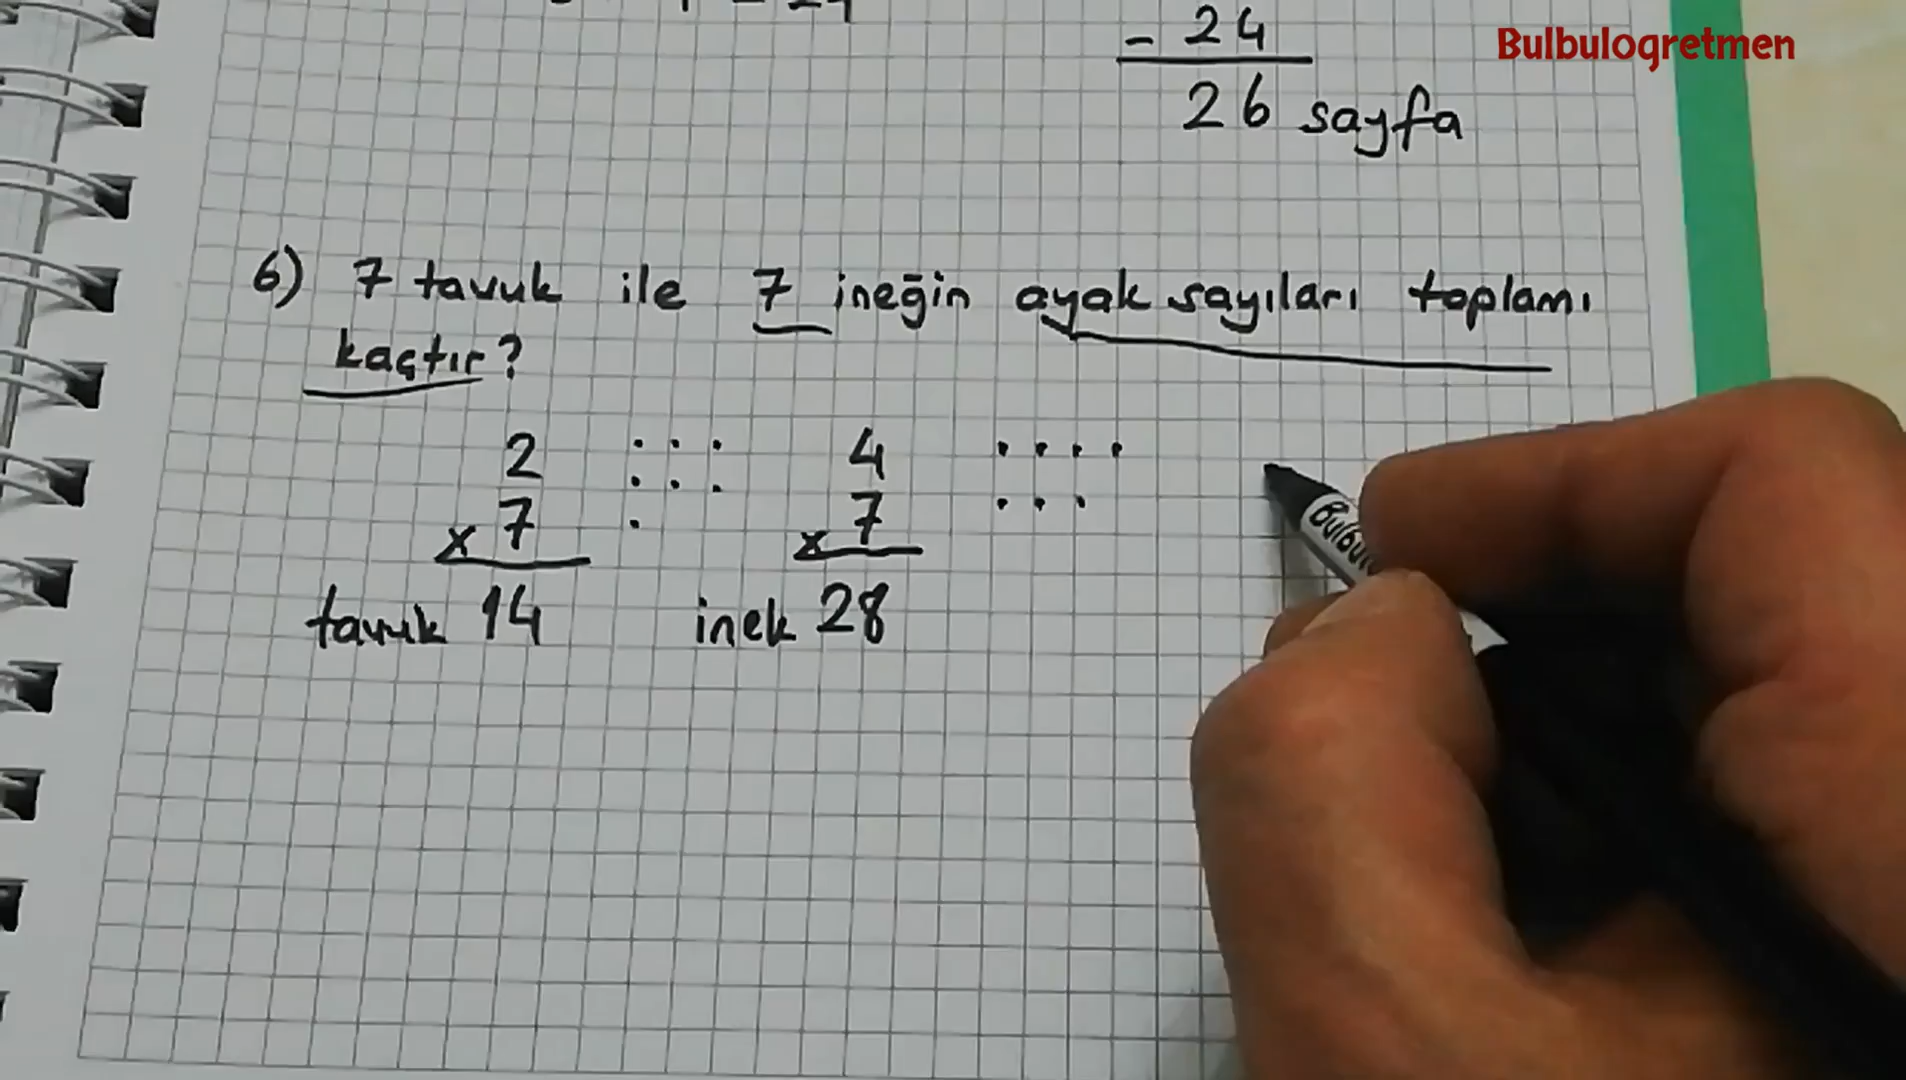 - 24
Bulbulogretmen
26 sayfa
6) 7 tavuk ile 7 ineğin ayak sayıları toplamı
kaçtır?
2
x 7
tavuk 14
4
x 7
inek 28